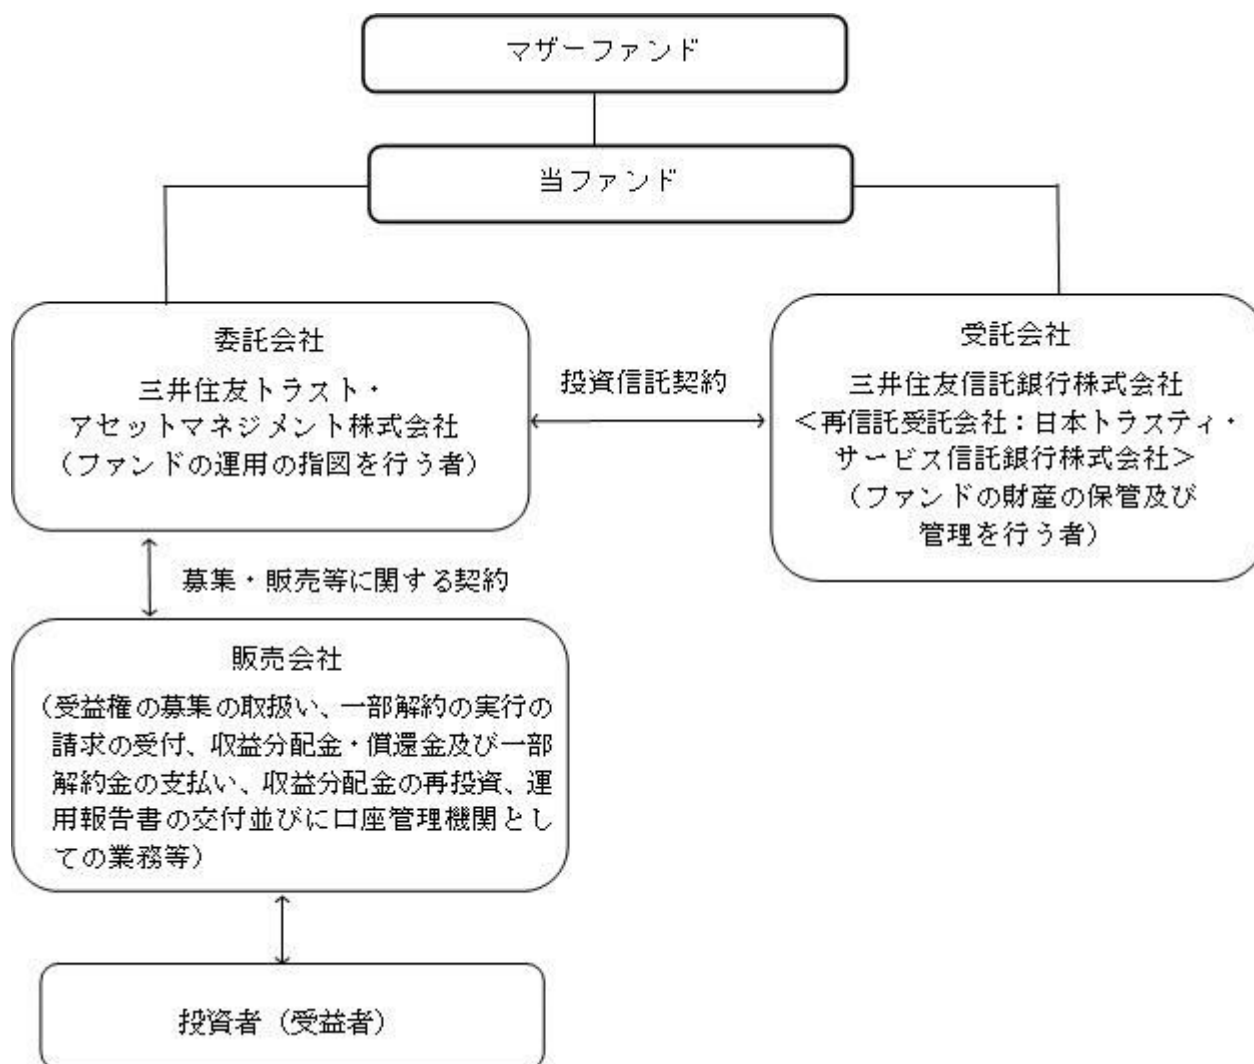 マザーファンド
当ファンド
委託会社
三井住友トラスト・
アセットマネジメント株式会社
（ファンドの運用の指図を行う者）
投資信託契約
受託会社
三井住友信託銀行株式会社
＜再信託受託会社：日本トラスティ・
サービス信託銀行株式会社＞
（ファンドの財産の保管及び
管理を行う者）
募集・販売等に関する契約
販売会社
（受益権の募集の取扱い、一部解約の実行の
請求の受付、収益分配金・償還金及び一部
解約金の支払い、収益分配金の再投資、運
用報告書の交付並びに口座管理機関とし
ての業務等）
投資者（受益者）